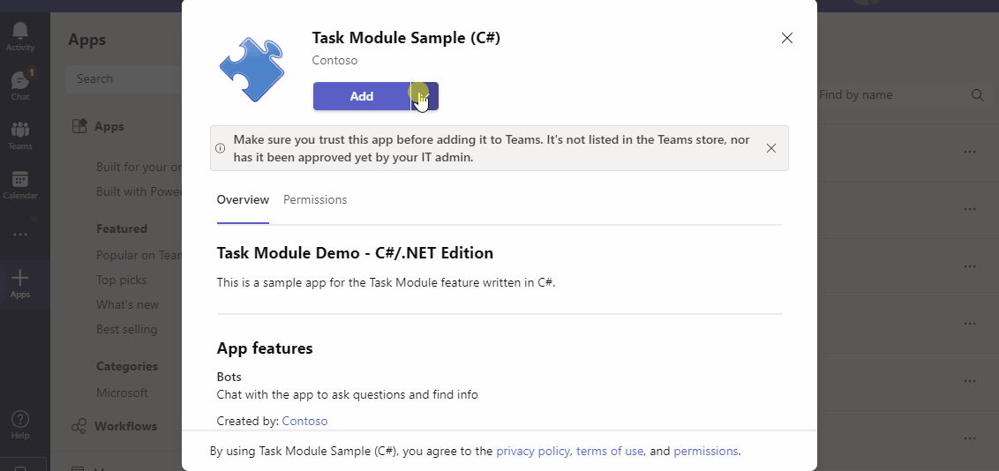 Activity
Chat
1
Teams
Calendar
Apps
Help
Apps
Search
Apps
Built for your or
Built with Power
Featured
Popular on Tean
Top picks
What's new
Best selling
Categories
Microsoft
Workflows
Task Module Sample (C#)
Contoso
Add
Make sure you trust this app before adding it to Teams. It's not listed in the Teams store, nor
has it been approved yet by your IT admin.
Overview Permissions
Task Module Demo - C#/.NET Edition
This is a sample app for the Task Module feature written in C#.
App features
Bots
Chat with the app to ask questions and find info
Created by: Contoso
By using Task Module Sample (C#), you agree to the privacy policy, terms of use, and permissions.
Find by name